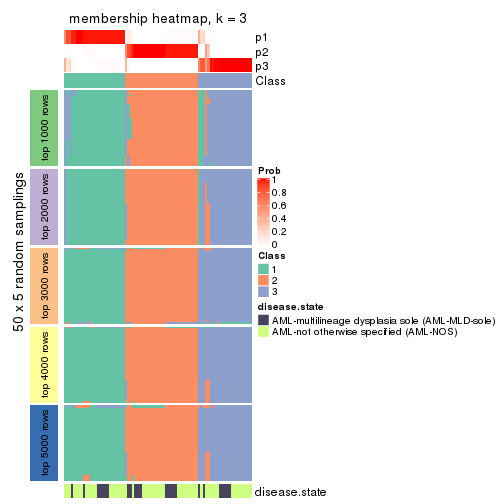 membership heatmap, k = 3
p1
p2
p3
Class
50 x 5 random samplings
top 1000 rows
top 2000 rows
top 3000 rows
top 4000 rows
top 5000 rows
Prob
1
0.8
0.6
0.4
0.2
0
Class
1
2
3
disease.state
AML-multilineage dysplasia sole (AML-MLD-sole)
AML-not otherwise specified (AML-NOS)
disease.state